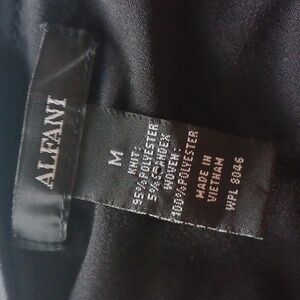 ALFANI
M
KNIT:
95%POLYESTER
5%SPANDEX
WOVEN:
100%POLYESTER
MADE IN
VIETNAM
WPL 8046